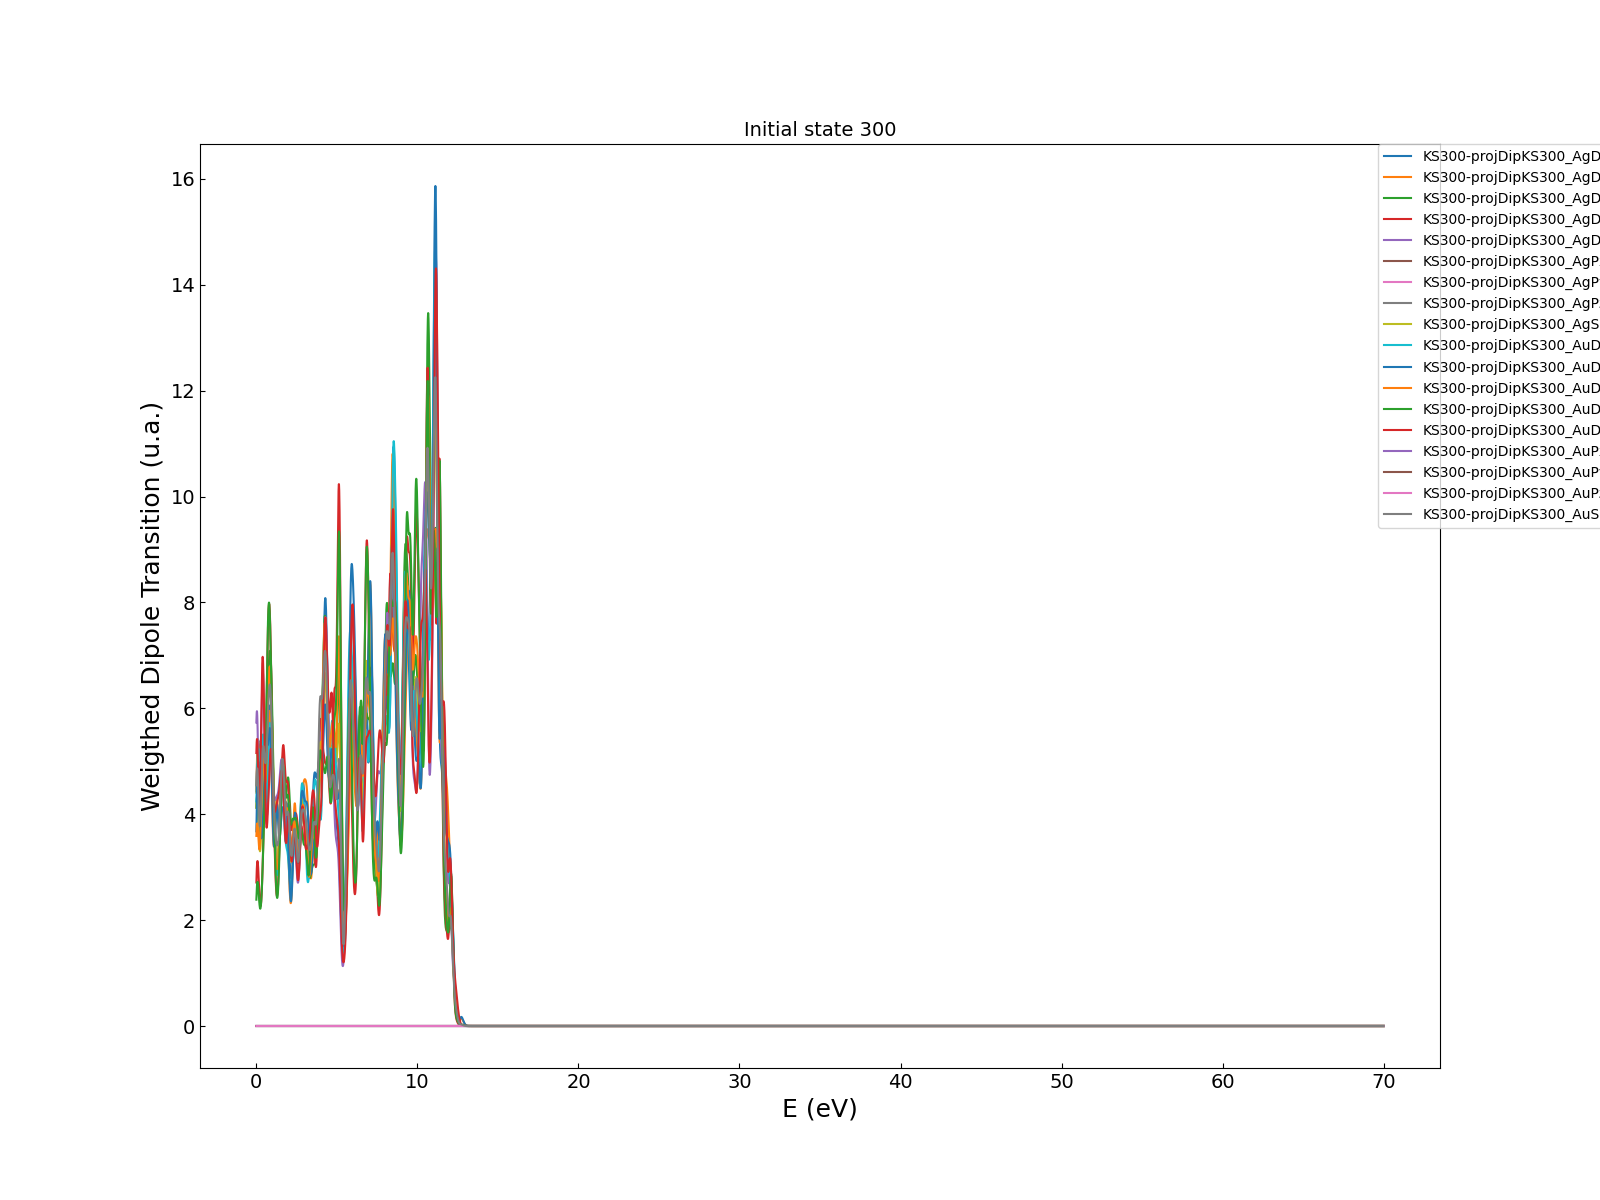 Initial state 300
Weigthed Dipole Transition (u.a.)
16
14
12
10
8
6
4
2
0
0 10 20 30 40 50 60 70
E (eV)
KS300-projDipKS300_AgD
KS300-projDipKS300_AgD
KS300-projDipKS300_AgD
KS300-projDipKS300_AgD
KS300-projDipKS300_AgD
KS300-projDipKS300_AgP
KS300-projDipKS300_AgP
KS300-projDipKS300_AgP
KS300-projDipKS300_AgS
KS300-projDipKS300_AuD
KS300-projDipKS300_AuD
KS300-projDipKS300_AuD
KS300-projDipKS300_AuD
KS300-projDipKS300_AuD
KS300-projDipKS300_AuP
KS300-projDipKS300_AuP
KS300-projDipKS300_AuP
KS300-projDipKS300_AuS